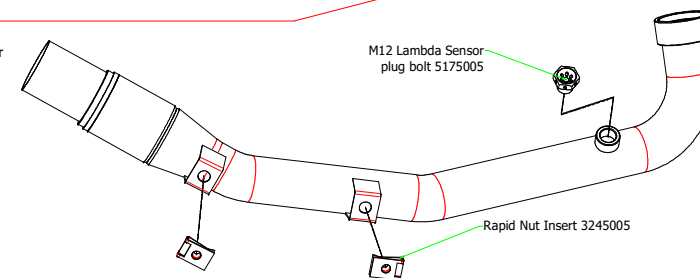 r
M12 Lambda Sensor
plug bolt 5175005
Rapid Nut Insert 3245005